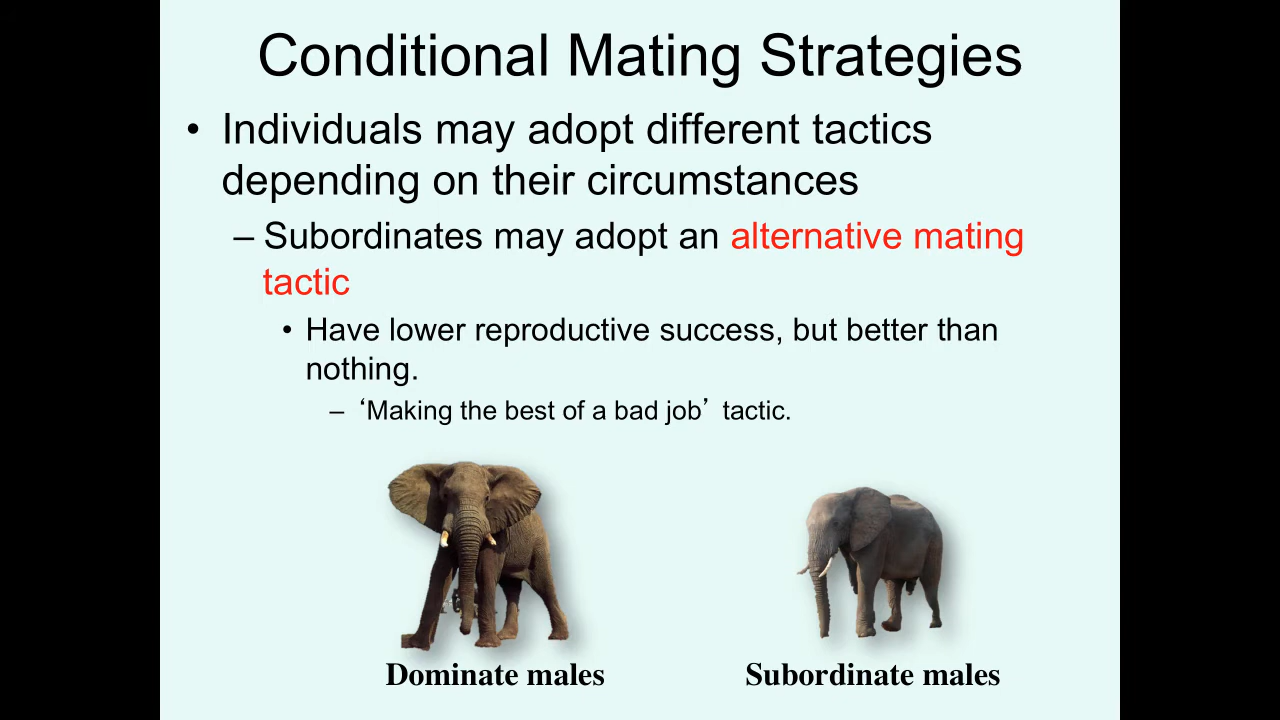 Conditional Mating Strategies
• Individuals may adopt different tactics
depending on their circumstances
– Subordinates may adopt an alternative mating
tactic
• Have lower reproductive success, but better than
nothing.
– ‘Making the best of a bad job’ tactic.
Dominate males
Subordinate males